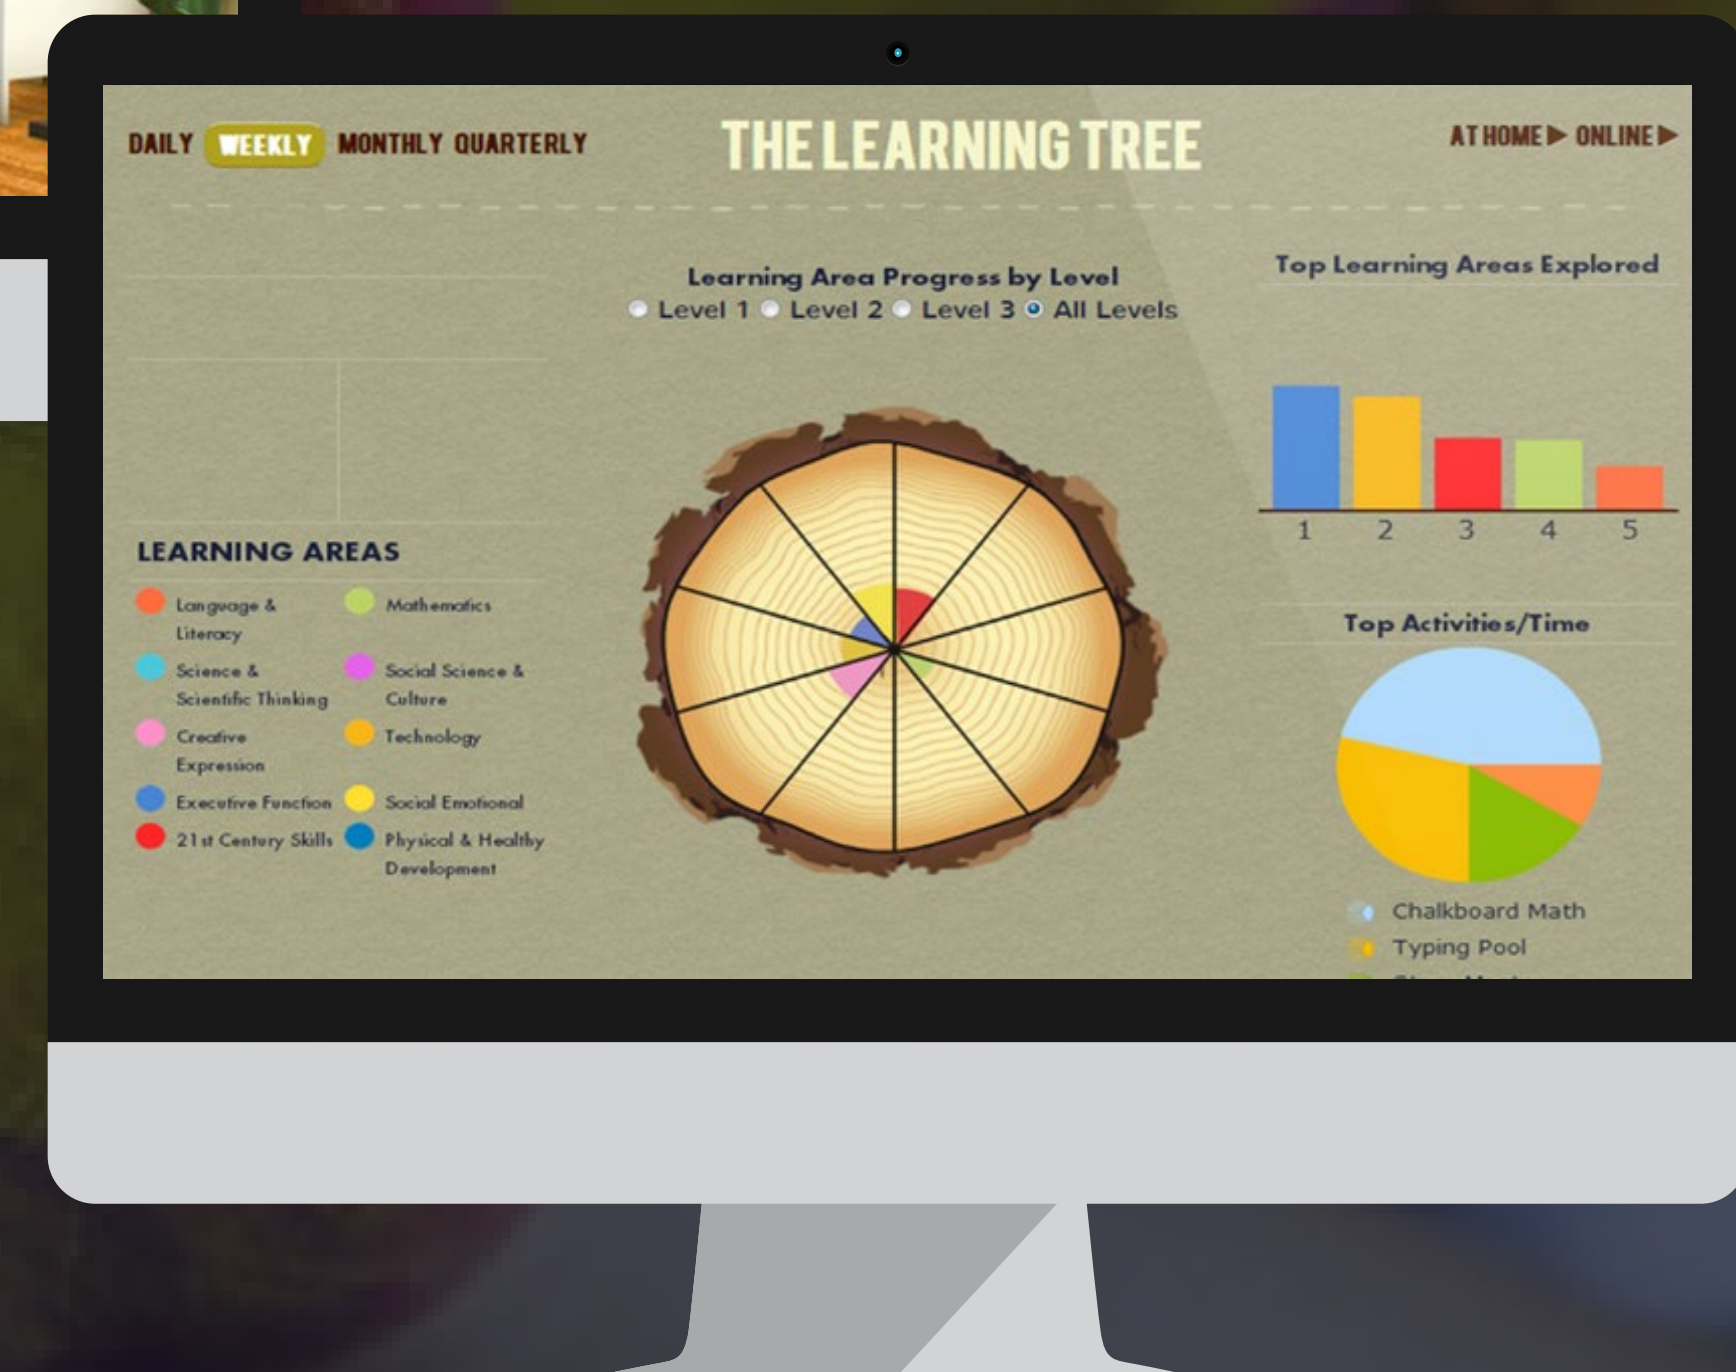 DAILY WEEKLY MONTHLY QUARTERLY
THE LEARNING TREE
AT HOME ONLINE
Learning Area Progress by Level
Level 1 Level 2 Level 3 All Levels
LEARNING AREAS
Language &
Literacy
Mathematics
Science &
Scientific Thinking
Social Science &
Culture
Creative
Expression
Technology
Executive Function
Social Emotional
21st Century Skills
Physical & Healthy
Development
Top Learning Areas Explored
1 2 3 4 5
Top Activities/Time
Chalkboard Math
Typing Pool